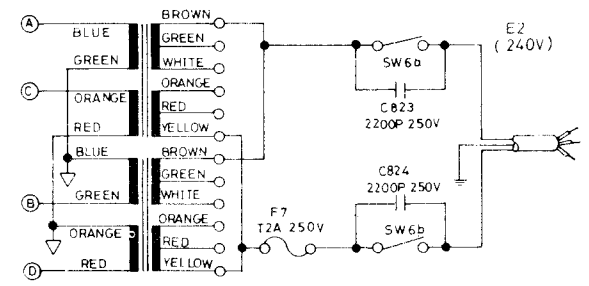 A
BLUE
BROWN
GREEN
GREEN
WHITE
C
ORANGE
ORANGE
RED
RED
YELLOW
BLUE
BROWN
GREEN
B
GREEN
WHITE
ORANGE
ORANGE
RED
D
RED
YELLOW
SW6a
C823
2200P 250V
E2
(240V)
C824
2200P 250V
F7
T2A 250V
SW6b